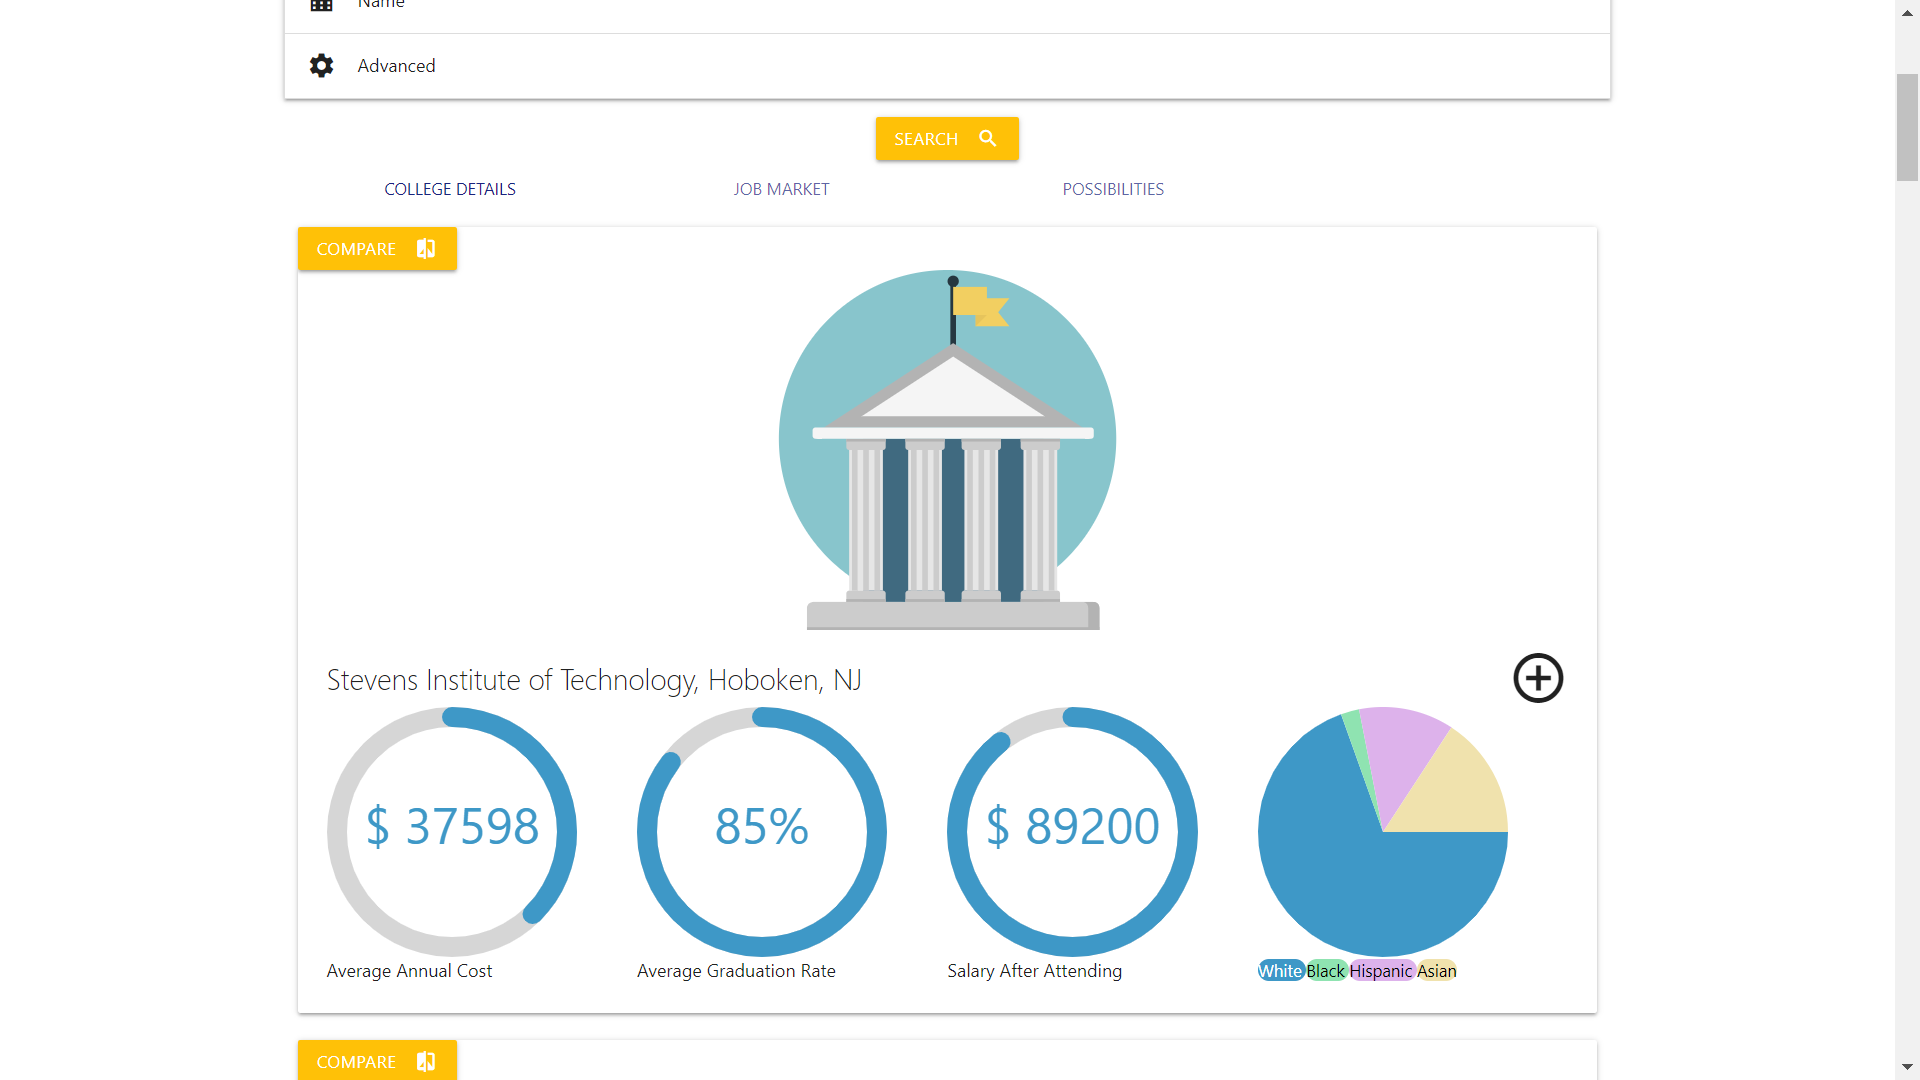 Name
Advanced
SEARCH
COLLEGE DETAILS JOB MARKET POSSIBILITIES
COMPARE
Stevens Institute of Technology, Hoboken, NJ
$ 37598 85% $ 89200
Average Annual Cost Average Graduation Rate Salary After Attending White Black Hispanic Asian
COMPARE